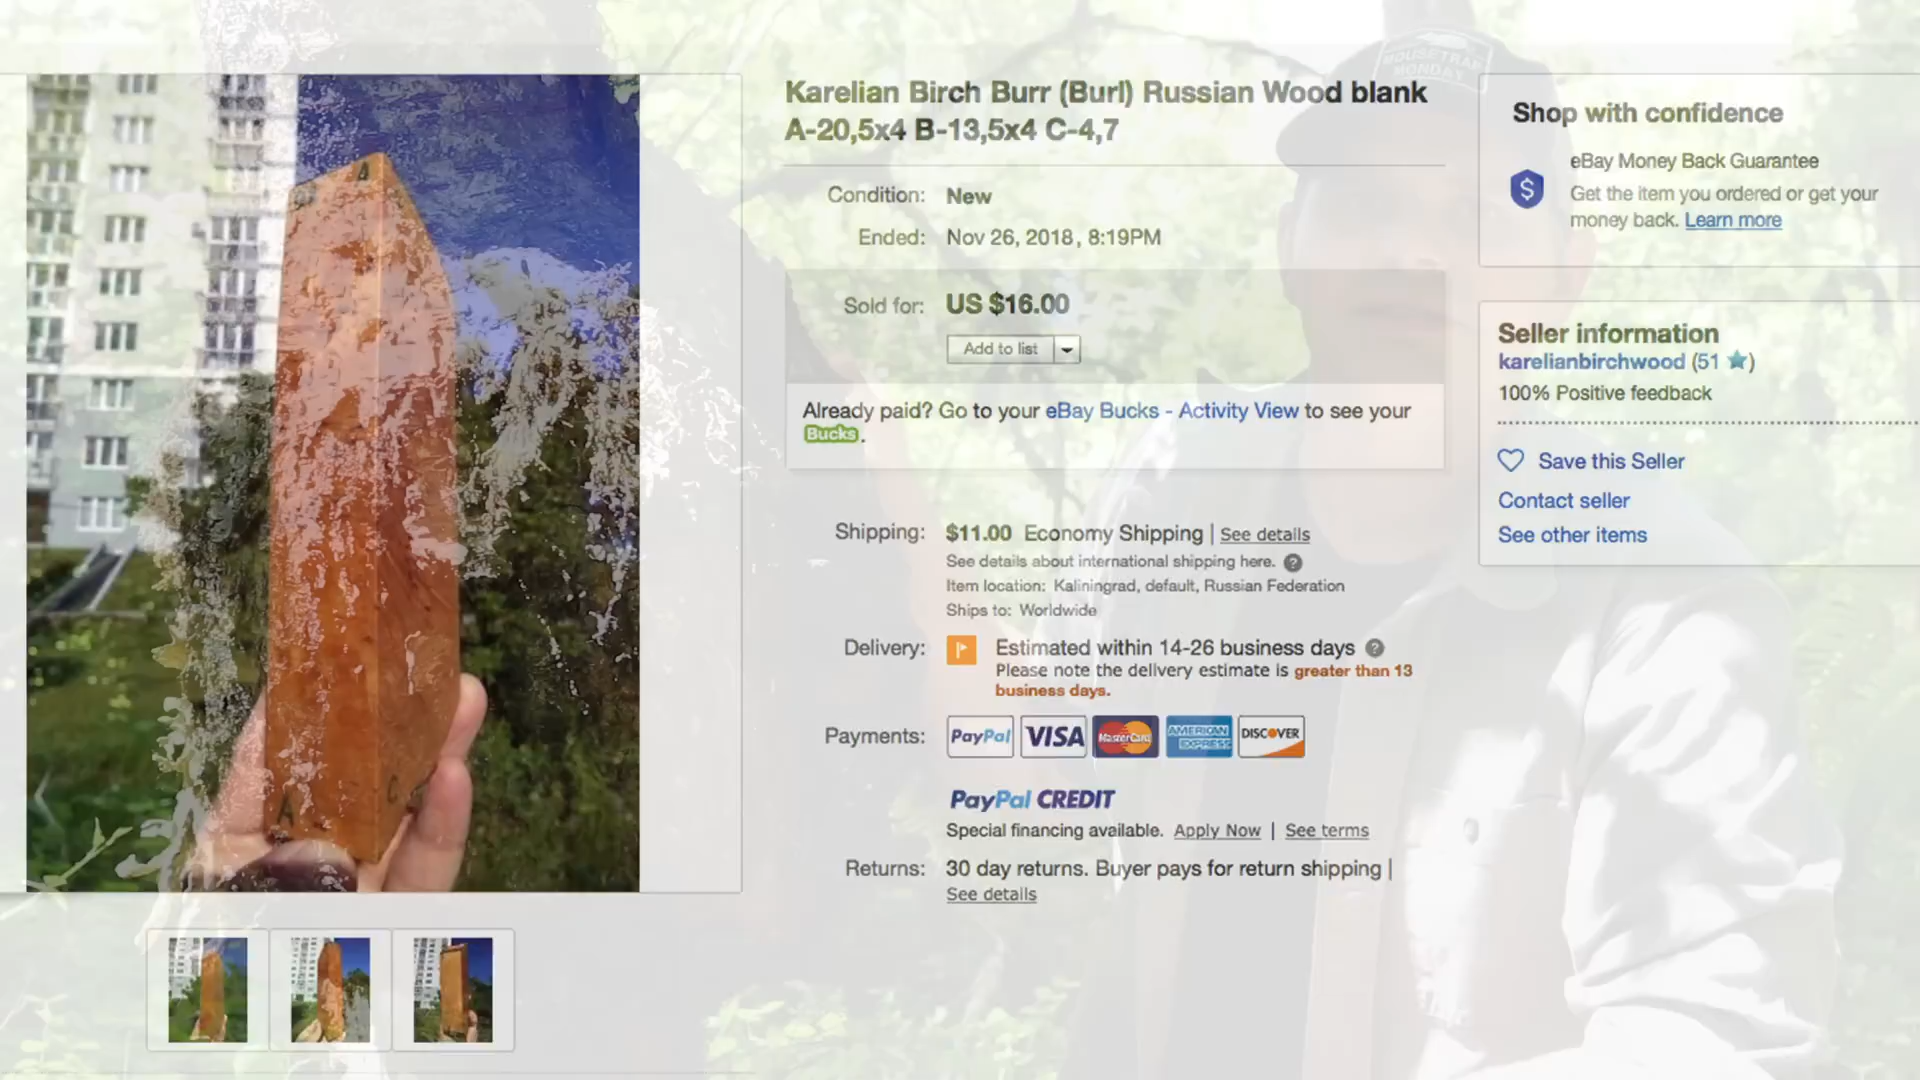 Karelian Birch Burr (Burl) Russian Wood blank
A-20,5x4 B-13,5x4 C-4,7
Condition: New
Ended: Nov 26, 2018, 8:19PM
Sold for: US $16.00
Add to list
Already paid? Go to your eBay Bucks - Activity View to see your
Bucks.
Shipping: $11.00 Economy Shipping | See details
See details about international shipping here.
Item location: Kaliningrad, default, Russian Federation
Ships to: Worldwide
Delivery: Estimated within 14-26 business days
Please note the delivery estimate is greater than 13
business days.
Payments: PayPal VISA MasterCard AMERICAN EXPRESS DISCOVER
PayPal CREDIT
Special financing available. Apply Now | See terms
Returns: 30 day returns. Buyer pays for return shipping |
See details
Shop with confidence
eBay Money Back Guarantee
Get the item you ordered or get your
money back. Learn more
Seller information
karelianbirchwood (51)
100% Positive feedback
Save this Seller
Contact seller
See other items
MOUSETRAP
MONDAY
A
A
C